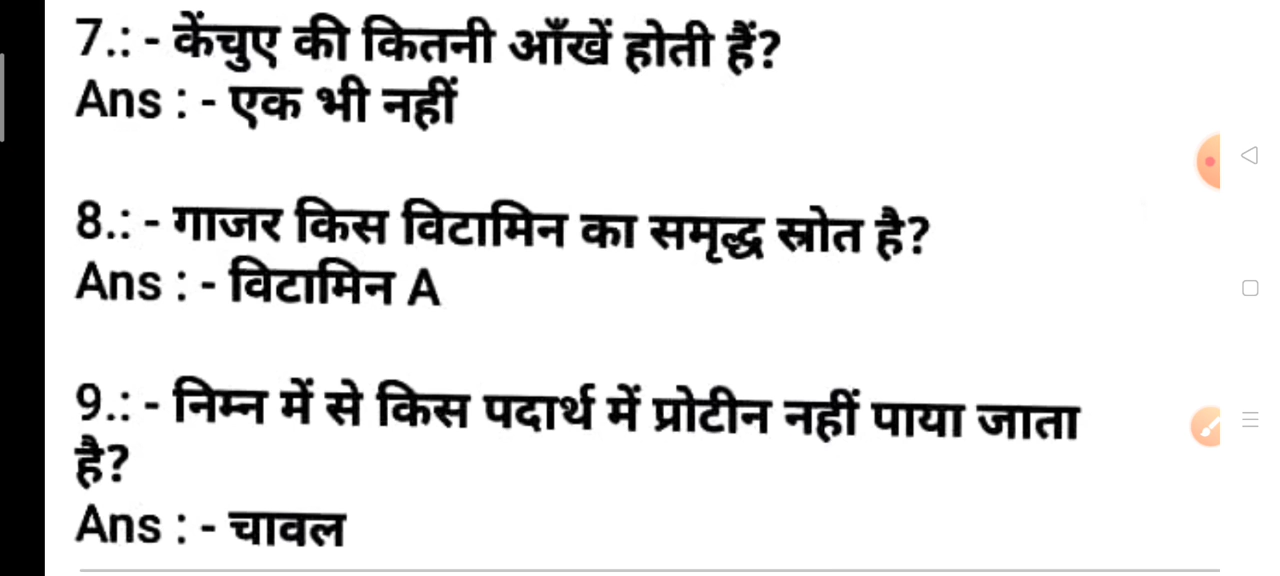 7.: - केंचुए की कितनी आँखें होती हैं?
Ans : - एक भी नहीं
8.: - गाजर किस विटामिन का समृद्ध स्रोत है?
Ans : - विटामिन A
9.: - निम्न में से किस पदार्थ में प्रोटीन नहीं पाया जाता
है?
Ans : - चावल